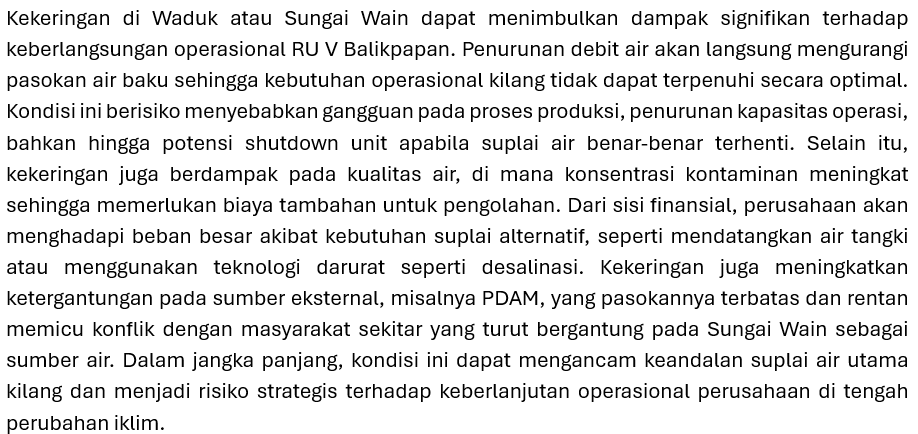 Kekeringan di Waduk atau Sungai Wain dapat menimbulkan dampak signifikan terhadap
keberlangsungan operasional RU V Balikpapan. Penurunan debit air akan langsung mengurangi
pasokan air baku sehingga kebutuhan operasional kilang tidak dapat terpenuhi secara optimal.
Kondisi ini berisiko menyebabkan gangguan pada proses produksi, penurunan kapasitas operasi,
bahkan hingga potensi shutdown unit apabila suplai air benar-benar terhenti. Selain itu,
kekeringan juga berdampak pada kualitas air, di mana konsentrasi kontaminan meningkat
sehingga memerlukan biaya tambahan untuk pengolahan. Dari sisi finansial, perusahaan akan
menghadapi beban besar akibat kebutuhan suplai alternatif, seperti mendatangkan air tangki
atau menggunakan teknologi darurat seperti desalinasi. Kekeringan juga meningkatkan
ketergantungan pada sumber eksternal, misalnya PDAM, yang pasokannya terbatas dan rentan
memicu konflik dengan masyarakat sekitar yang turut bergantung pada Sungai Wain sebagai
sumber air. Dalam jangka panjang, kondisi ini dapat mengancam keandalan suplai air utama
kilang dan menjadi risiko strategis terhadap keberlanjutan operasional perusahaan di tengah
perubahan iklim.